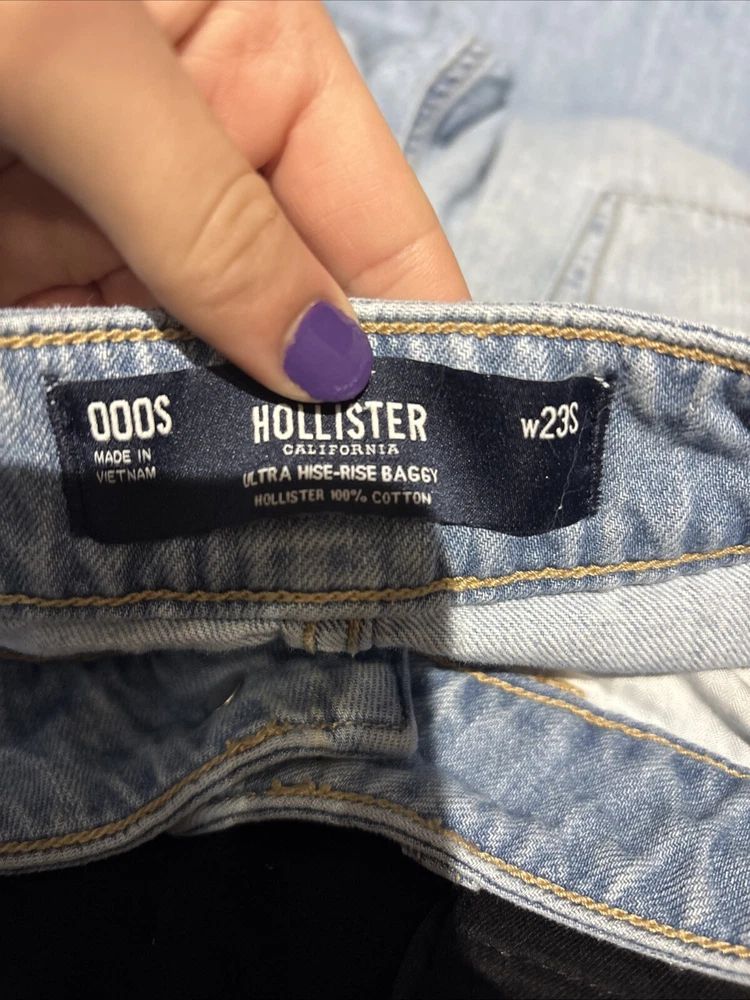 000S
MADE IN
VIETNAM
HOLLISTER
CALIFORNIA
ULTRA HISE-RISE BAGGY
HOLLISTER 100% COTTON
w23S